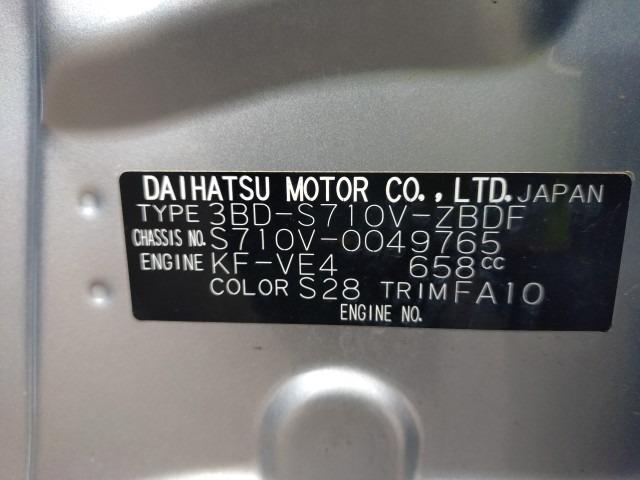 DAIHATSU MOTOR CO., LTD. JAPAN
TYPE 3BD-S710V-ZBDF
CHASSIS NO. S710V-0049765
ENGINE KF-VE4 658cc
COLOR S28 TRIM FA10
ENGINE NO.